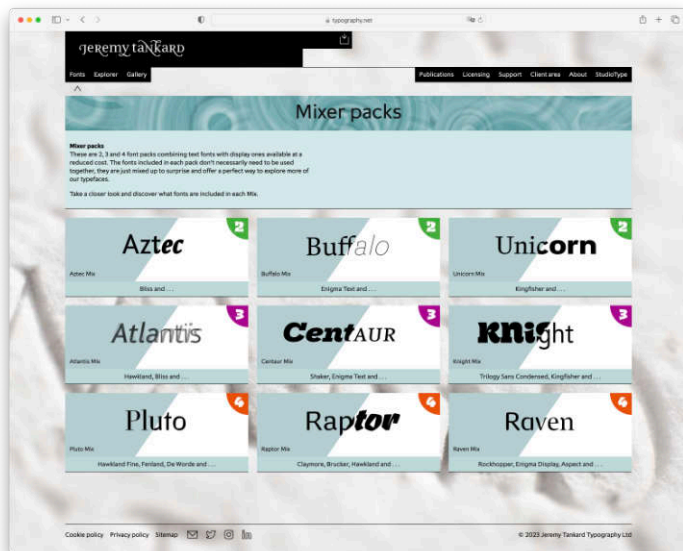 typography.net
Jeremy Tankard
Fonts Explorer Gallery
Publications Licensing Support Client area About StudioType
Mixer packs
Mixer packs
These are 2, 3 and 4 font packs combining text fonts with display ones available at a
reduced cost. The fonts included in each pack don't necessarily need to be used
together, they are just mixed up to surprise and offer a perfect way to explore more of
our typefaces.
Take a closer look and discover what fonts are included in each Mix.
Aztec
2
Aztec Mix
Bliss and . . .
Buffalo
2
Buffalo Mix
Enigma Text and . . .
Unicorn
2
Unicorn Mix
Kingfisher and . . .
Atlantis
3
Atlantis Mix
Hawkland, Bliss and . . .
Centaur
3
Centaur Mix
Shaker, Enigma Text and . . .
Knight
3
Knight Mix
Trilogy Sans Condensed, Kingfisher and . . .
Pluto
4
Pluto Mix
Hawkland Fine, Fenland, De Words and . . .
Raptor
4
Raptor Mix
Claymore, Brucker, Hawkland and . . .
Raven
4
Raven Mix
Rockhopper, Enigma Display, Aspect and . . .
Cookie policy Privacy policy Sitemap
© 2023 Jeremy Tankard Typography Ltd